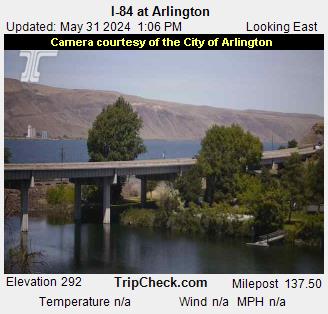 I-84 at Arlington
Updated: May 31 2024 1:06 PM Looking East
Camera courtesy of the City of Arlington
Elevation 292 TripCheck.com Milepost 137.50
Temperature n/a Wind n/a MPH n/a